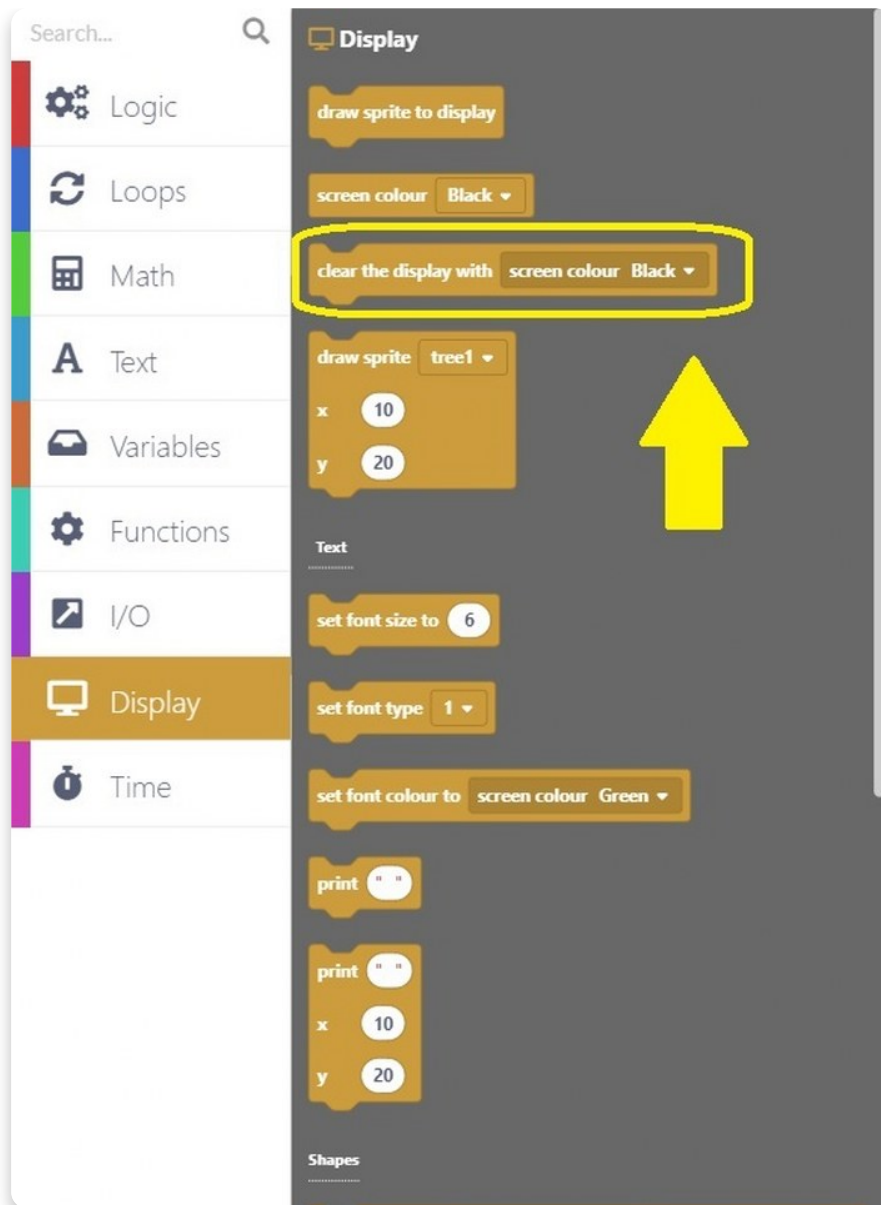 Search...
Logic
Loops
Math
Text
Variables
Functions
I/O
Display
Time
Display
draw sprite to display
screen colour Black
clear the display with screen colour Black
draw sprite tree1
x 10
y 20
Text
set font size to 6
set font type 1
set font colour to screen colour Green
print " "
print " "
x 10
y 20
Shapes